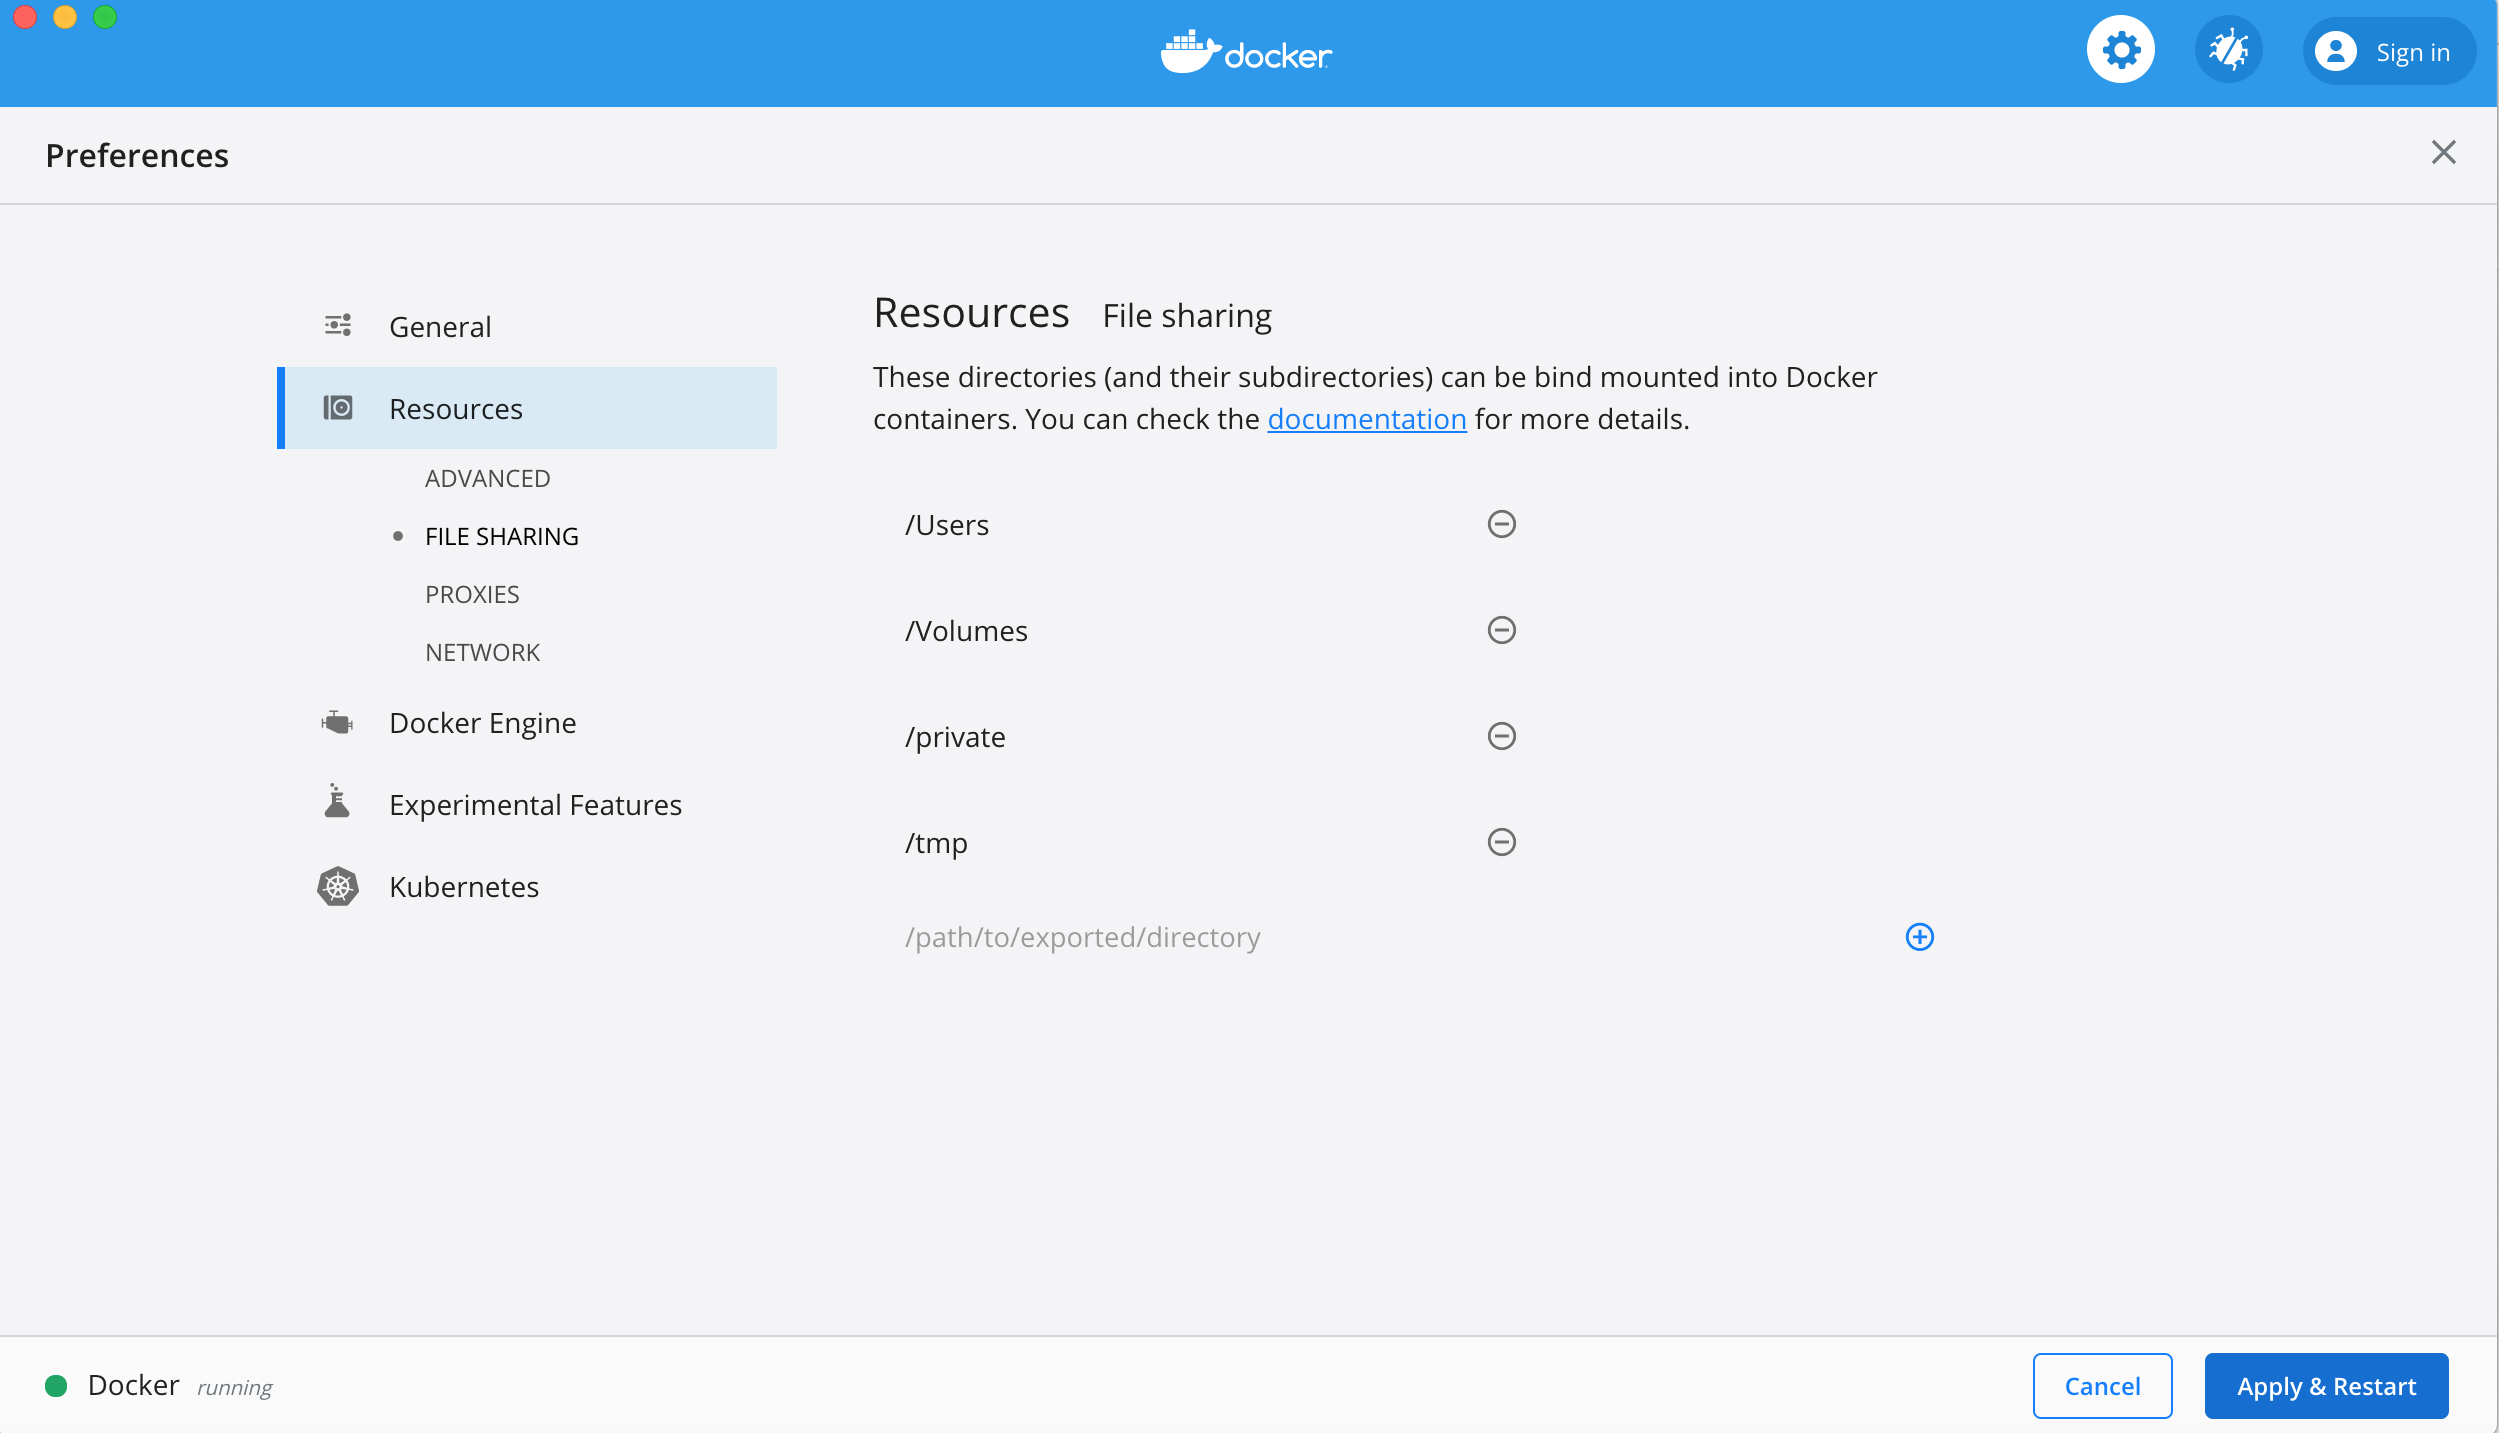 docker
Sign in
Preferences
General
Resources
ADVANCED
FILE SHARING
PROXIES
NETWORK
Docker Engine
Experimental Features
Kubernetes
Resources File sharing
These directories (and their subdirectories) can be bind mounted into Docker
containers. You can check the documentation for more details.
/Users
/Volumes
/private
/tmp
/path/to/exported/directory
Docker running
Cancel
Apply & Restart